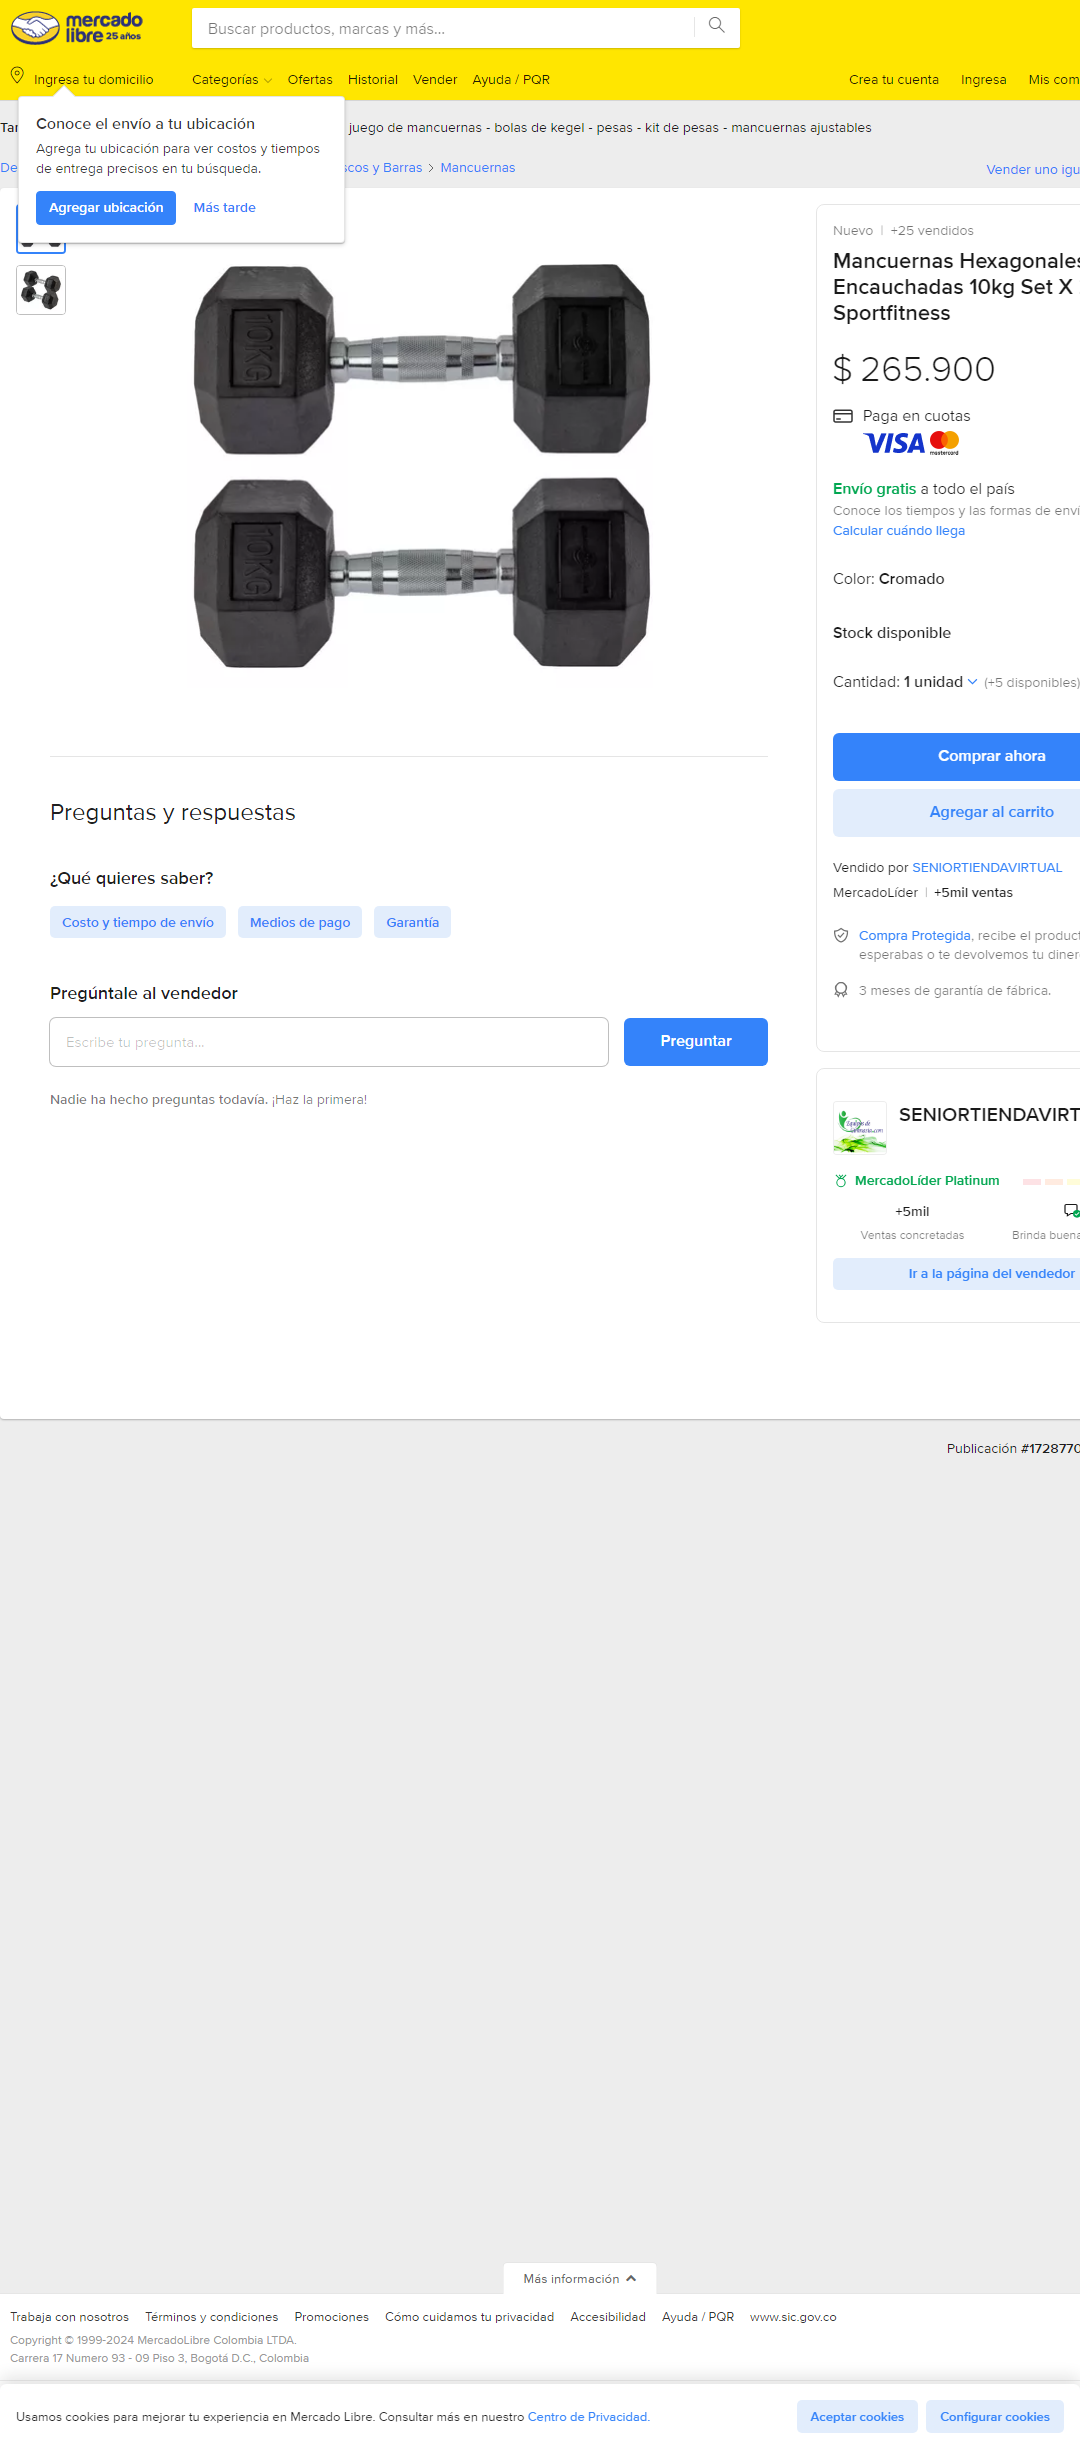 mercado
libre 25 años
Buscar productos, marcas y más...
Ingresa tu domicilio
Categorías Ofertas Historial Vender Ayuda / PQR
Crea tu cuenta Ingresa Mis com
Conoce el envío a tu ubicación
Agrega tu ubicación para ver costos y tiempos
de entrega precisos en tu búsqueda.
Agregar ubicación Más tarde
juego de mancuernas - bolas de kegel - pesas - kit de pesas - mancuernas ajustables
scos y Barras > Mancuernas
Vender uno igu
10KG
10KG
Nuevo | +25 vendidos
Mancuernas Hexagonales
Encauchadas 10kg Set X
Sportfitness
$ 265.900
Paga en cuotas
VISA mastercard
Envío gratis a todo el país
Conoce los tiempos y las formas de enví
Calcular cuándo llega
Color: Cromado
Stock disponible
Cantidad: 1 unidad (+5 disponibles)
Comprar ahora
Agregar al carrito
Vendido por SENIORTIENDAVIRTUAL
MercadoLíder | +5mil ventas
Compra Protegida, recibe el product
esperabas o te devolvemos tu diner
3 meses de garantía de fábrica.
Preguntas y respuestas
¿Qué quieres saber?
Costo y tiempo de envío Medios de pago Garantía
Pregúntale al vendedor
Escribe tu pregunta...
Preguntar
Nadie ha hecho preguntas todavía. ¡Haz la primera!
SENIORTIENDAVIRT
MercadoLíder Platinum
+5mil
Ventas concretadas
Brinda buena
Ir a la página del vendedor
Publicación #1728770
Más información
Trabaja con nosotros Términos y condiciones Promociones Cómo cuidamos tu privacidad Accesibilidad Ayuda / PQR www.sic.gov.co
Copyright © 1999-2024 MercadoLibre Colombia LTDA.
Carrera 17 Numero 93 - 09 Piso 3, Bogotá D.C., Colombia
Usamos cookies para mejorar tu experiencia en Mercado Libre. Consultar más en nuestro Centro de Privacidad.
Aceptar cookies Configurar cookies